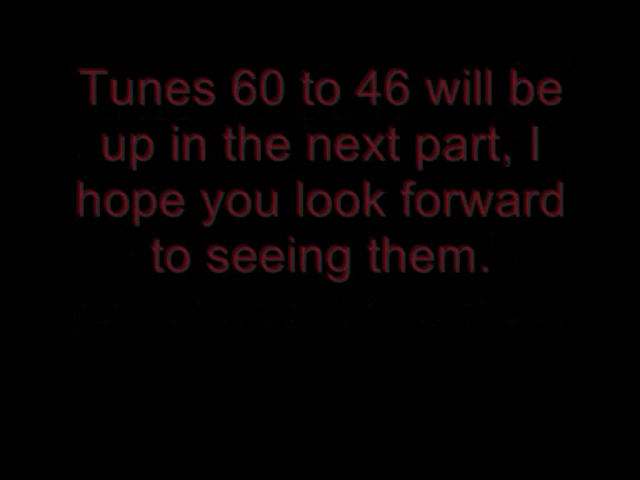 Tunes 60 to 46 will be
up in the next part, I
hope you look forward
to seeing them.